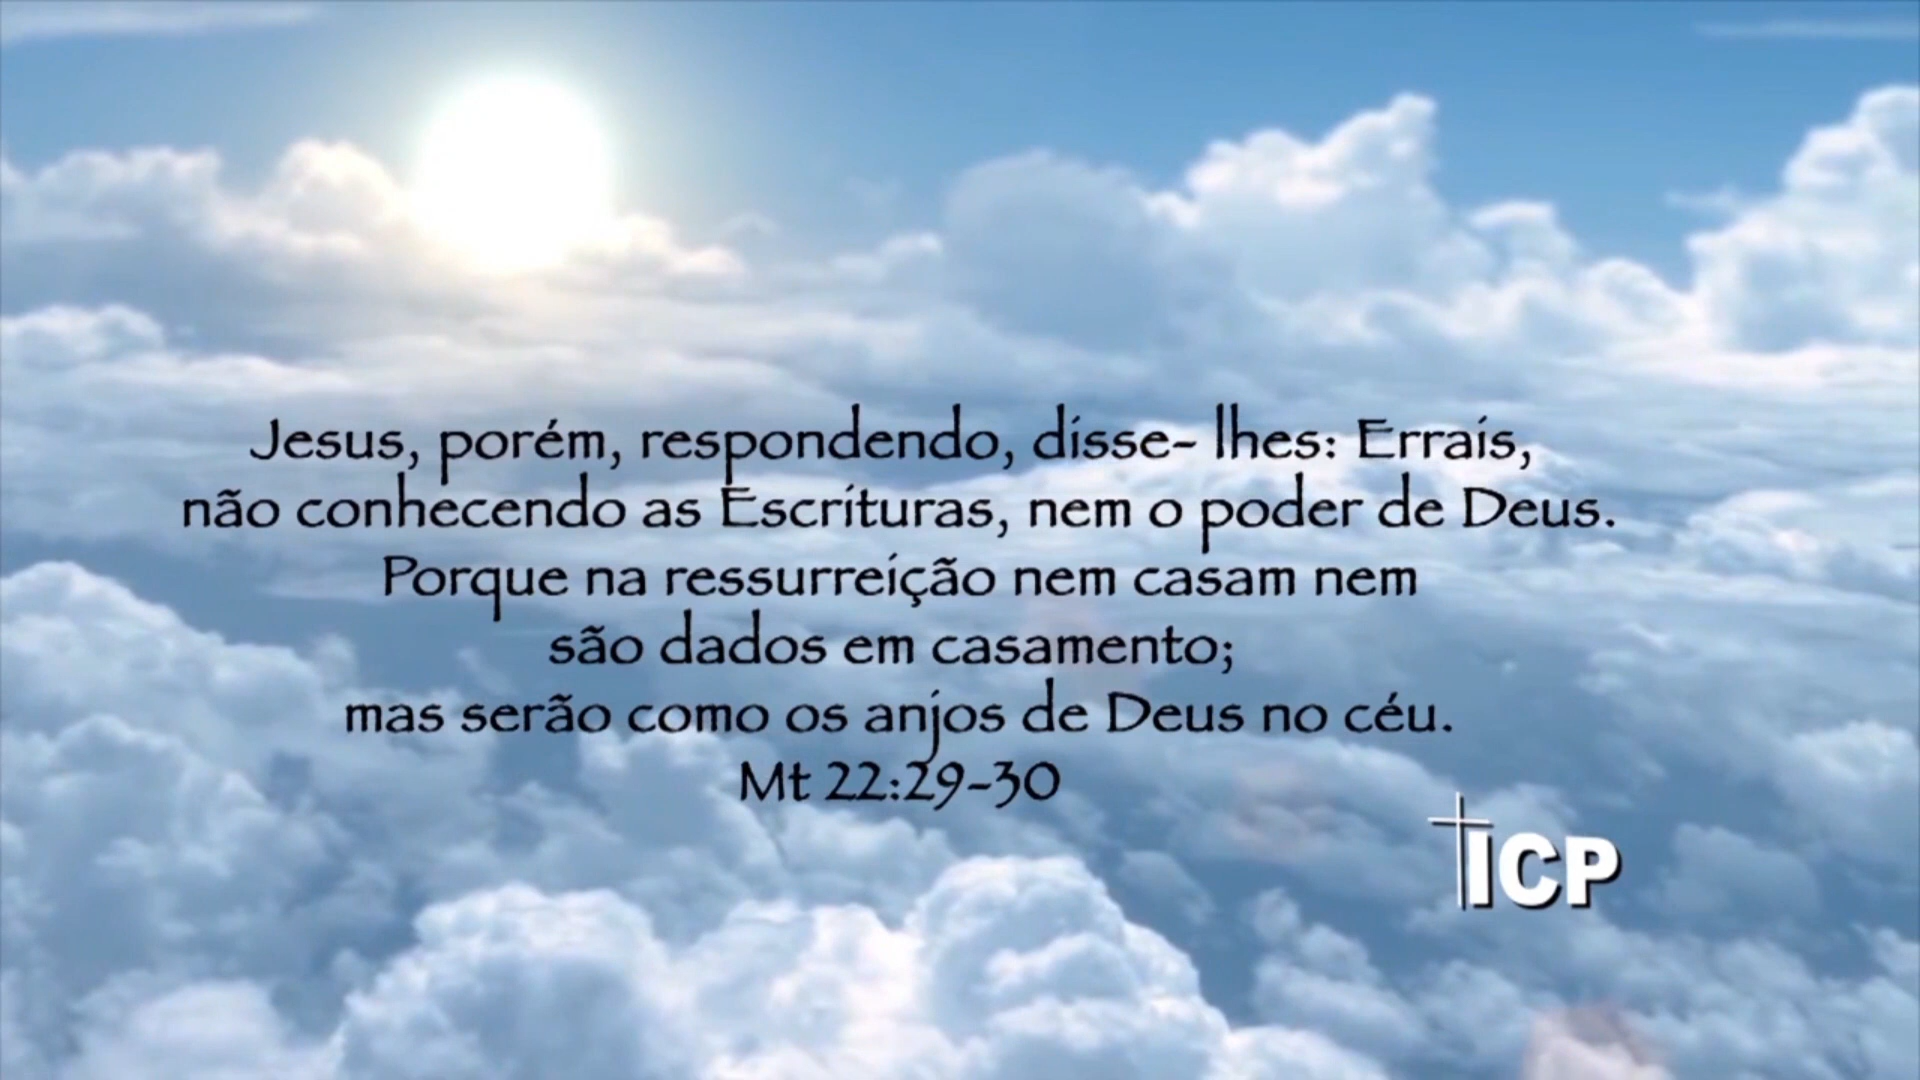 Jesus, porém, respondendo, disse- lhes: Errais,
não conhecendo as Escrituras, nem o poder de Deus.
Porque na ressurreição nem casam nem
são dados em casamento;
mas serão como os anjos de Deus no céu.
Mt 22:29-30
ICP